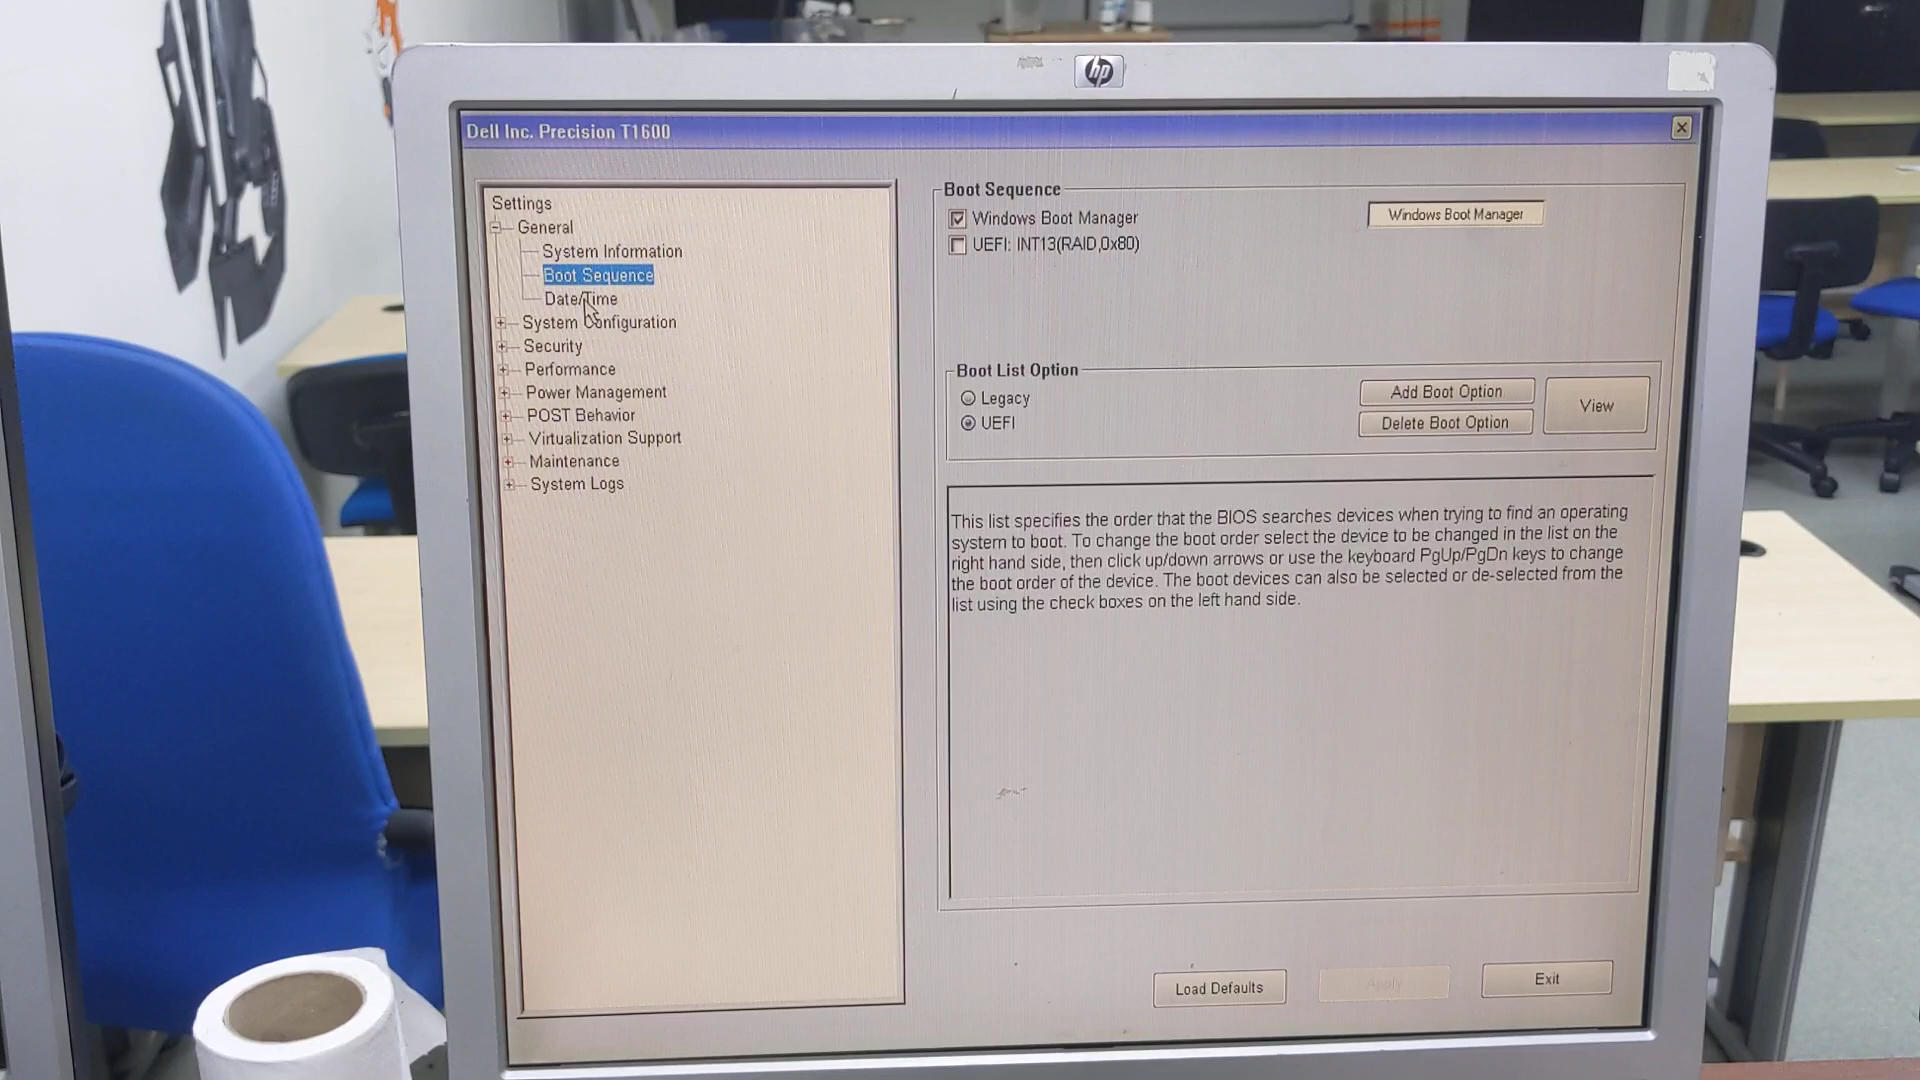 hp
Dell Inc. Precision T1600
Settings
General
System Information
Boot Sequence
Date/Time
System Configuration
Security
Performance
Power Management
POST Behavior
Virtualization Support
Maintenance
System Logs
Boot Sequence
Windows Boot Manager
UEFI: INT13(RAID,0x80)
Windows Boot Manager
Boot List Option
Legacy
UEFI
Add Boot Option
Delete Boot Option
View
This list specifies the order that the BIOS searches devices when trying to find an operating
system to boot. To change the boot order select the device to be changed in the list on the
right hand side, then click up/down arrows or use the keyboard PgUp/PgDn keys to change
the boot order of the device. The boot devices can also be selected or de-selected from the
list using the check boxes on the left hand side.
Load Defaults
Apply
Exit